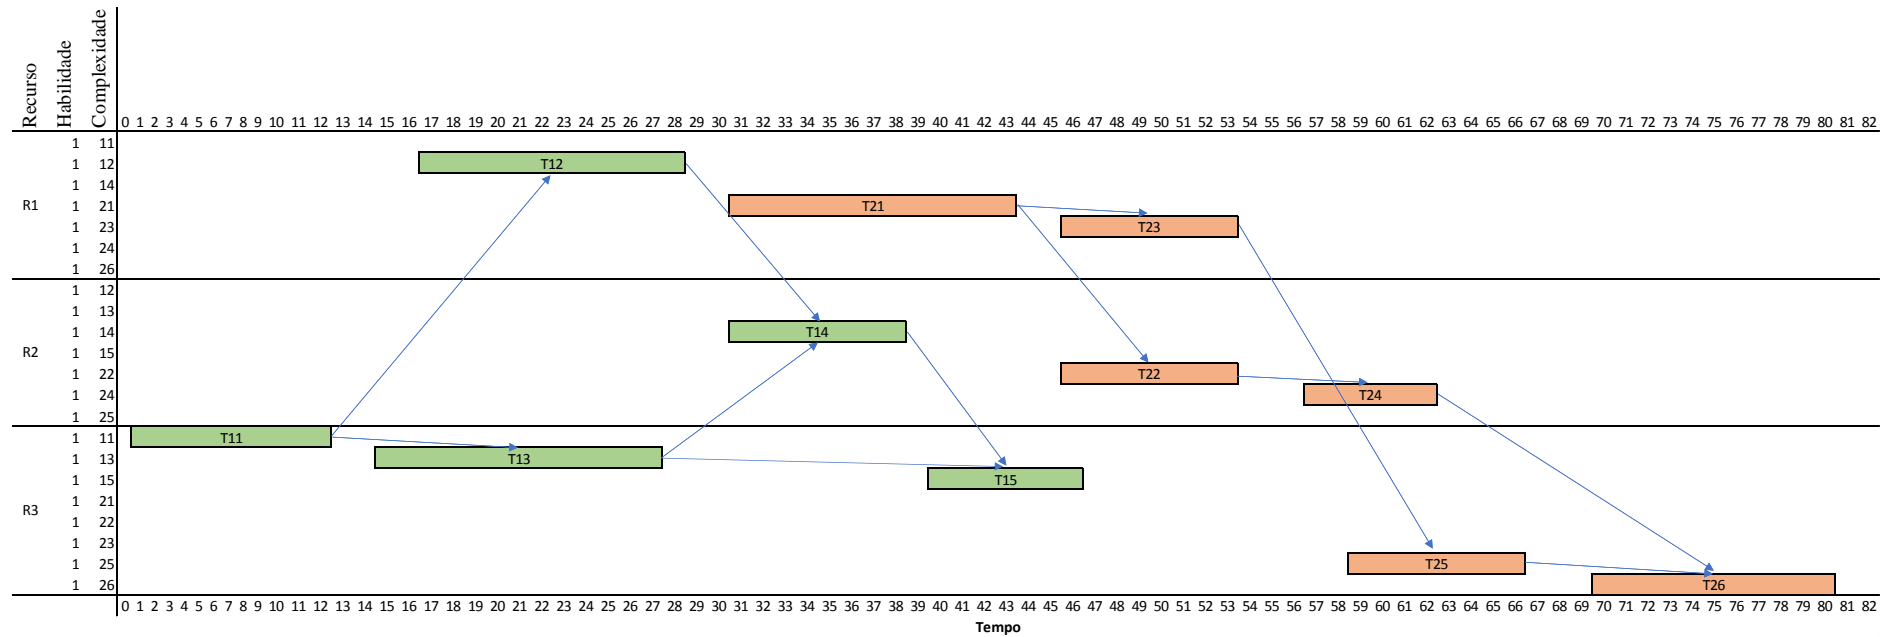 Recurso Habilidade Complexidade
0 1 2 3 4 5 6 7 8 9 10 11 12 13 14 15 16 17 18 19 20 21 22 23 24 25 26 27 28 29 30 31 32 33 34 35 36 37 38 39 40 41 42 43 44 45 46 47 48 49 50 51 52 53 54 55 56 57 58 59 60 61 62 63 64 65 66 67 68 69 70 71 72 73 74 75 76 77 78 79 80 81 82
1 11
1 12 T12
1 14
R1 1 21 T21
1 23 T23
1 24
1 26
1 12
1 13
1 14 T14
R2 1 15
1 22 T22
1 24 T24
1 25
1 11 T11
1 13 T13
1 15 T15
1 21
R3
1 22
1 23
1 25 T25
1 26 T26
0 1 2 3 4 5 6 7 8 9 10 11 12 13 14 15 16 17 18 19 20 21 22 23 24 25 26 27 28 29 30 31 32 33 34 35 36 37 38 39 40 41 42 43 44 45 46 47 48 49 50 51 52 53 54 55 56 57 58 59 60 61 62 63 64 65 66 67 68 69 70 71 72 73 74 75 76 77 78 79 80 81 82
Tempo